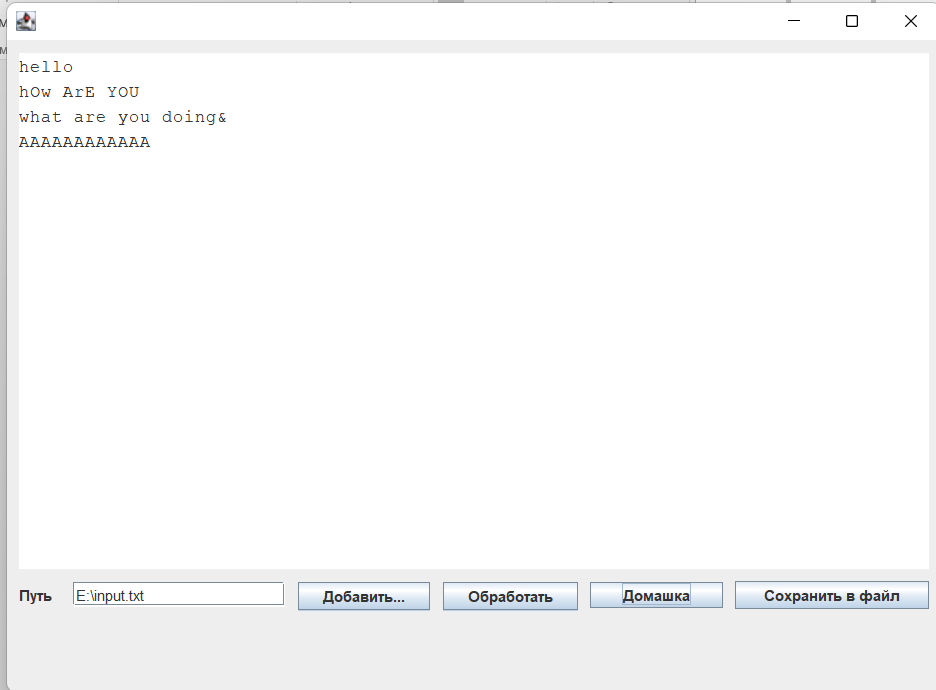 hello
hOw ArE YOU
what are you doing&
AAAAAAAAAAAA
Путь E:\input.txt Добавить... Обработать Домашка Сохранить в файл